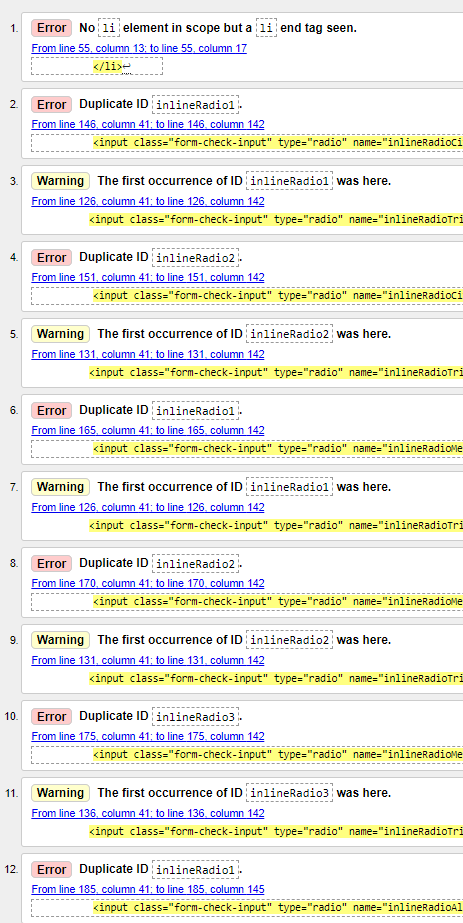 1. Error No li element in scope but a li end tag seen.
From line 55, column 13; to line 55, column 17
</li>↩
2. Error Duplicate ID inlineRadio1.
From line 146, column 41; to line 146, column 142
<input class="form-check-input" type="radio" name="inlineRadioCi
3. Warning The first occurrence of ID inlineRadio1 was here.
From line 126, column 41; to line 126, column 142
<input class="form-check-input" type="radio" name="inlineRadioTri
4. Error Duplicate ID inlineRadio2.
From line 151, column 41; to line 151, column 142
<input class="form-check-input" type="radio" name="inlineRadioCi
5. Warning The first occurrence of ID inlineRadio2 was here.
From line 131, column 41; to line 131, column 142
<input class="form-check-input" type="radio" name="inlineRadioTri
6. Error Duplicate ID inlineRadio1.
From line 165, column 41; to line 165, column 142
<input class="form-check-input" type="radio" name="inlineRadioMe
7. Warning The first occurrence of ID inlineRadio1 was here.
From line 126, column 41; to line 126, column 142
<input class="form-check-input" type="radio" name="inlineRadioTri
8. Error Duplicate ID inlineRadio2.
From line 170, column 41; to line 170, column 142
<input class="form-check-input" type="radio" name="inlineRadioMe
9. Warning The first occurrence of ID inlineRadio2 was here.
From line 131, column 41; to line 131, column 142
<input class="form-check-input" type="radio" name="inlineRadioTri
10. Error Duplicate ID inlineRadio3.
From line 175, column 41; to line 175, column 142
<input class="form-check-input" type="radio" name="inlineRadioMe
11. Warning The first occurrence of ID inlineRadio3 was here.
From line 136, column 41; to line 136, column 142
<input class="form-check-input" type="radio" name="inlineRadioTri
12. Error Duplicate ID inlineRadio1.
From line 185, column 41; to line 185, column 145
<input class="form-check-input" type="radio" name="inlineRadioAl